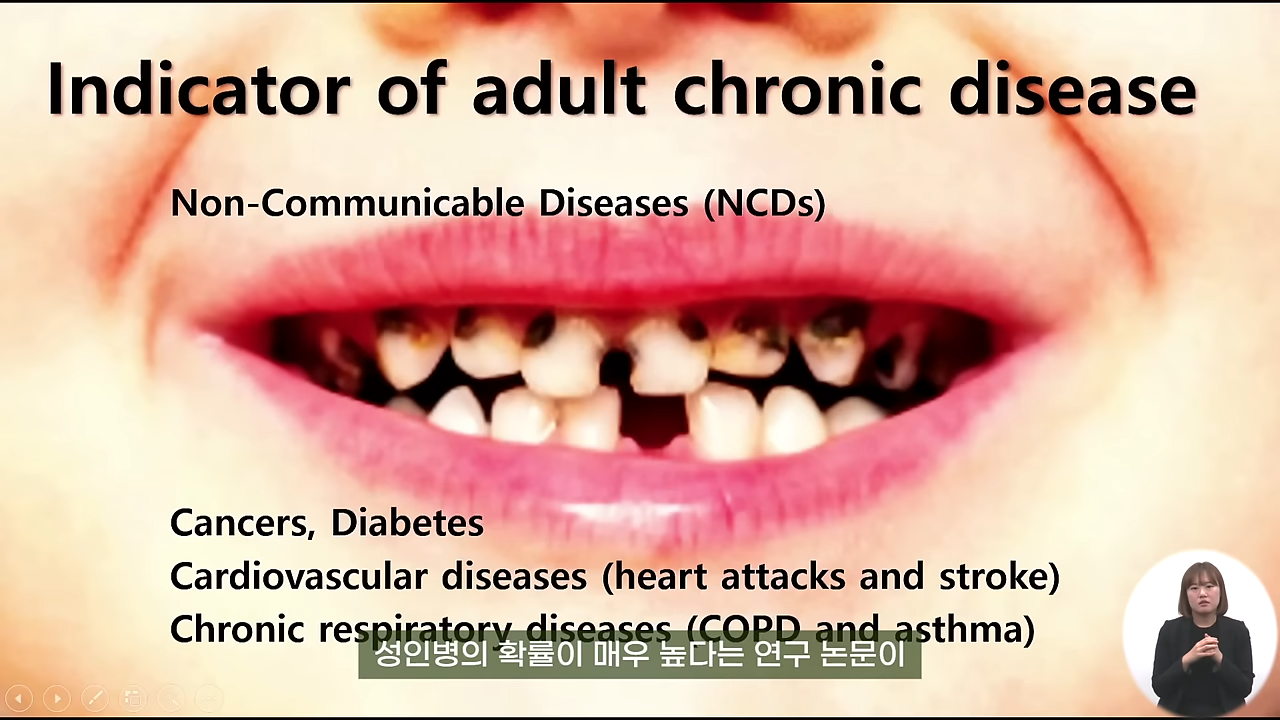 Indicator of adult chronic disease
Non-Communicable Diseases (NCDs)
Cancers, Diabetes
Cardiovascular diseases (heart attacks and stroke)
Chronic respiratory diseases (COPD and asthma)
성인병의 확률이 매우 높다는 연구 논문이